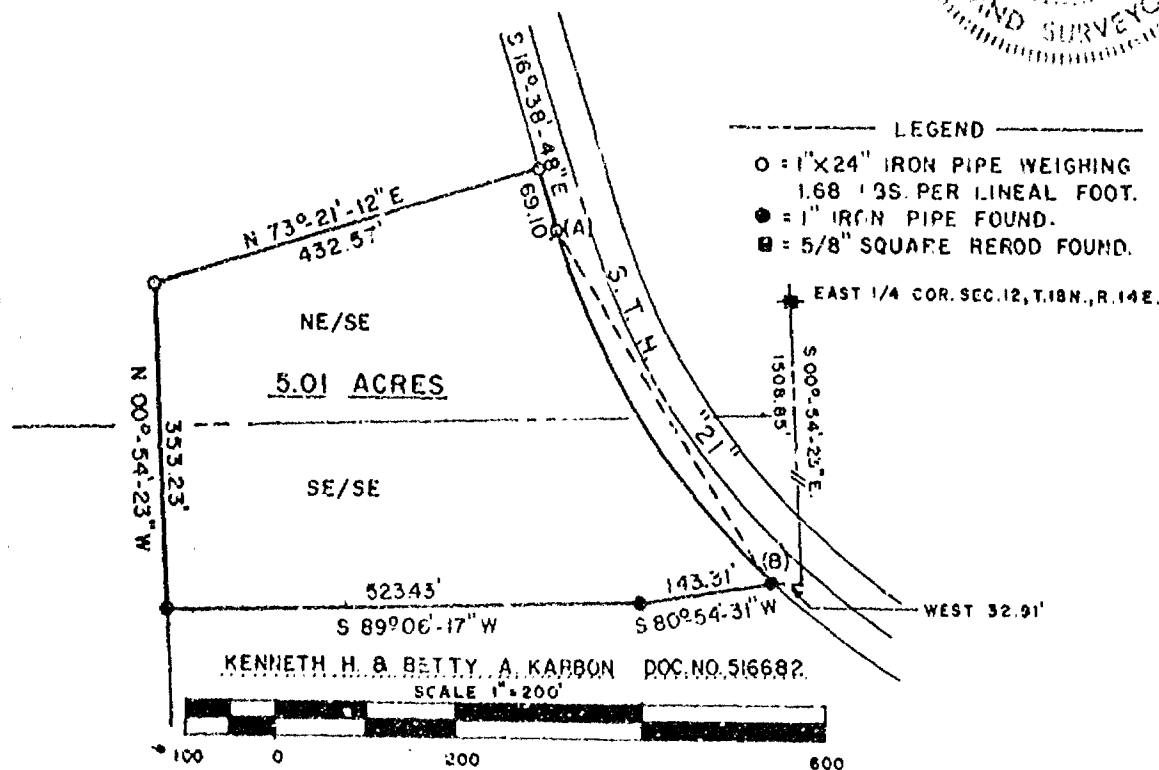 AND SURVEYO
LEGEND
O = 1" X 24" IRON PIPE WEIGHING
1.68 LBS. PER LINEAL FOOT.
● = 1" IRON PIPE FOUND.
= 5/8" SQUARE REROD FOUND.
EAST 1/4 COR. SEC. 12, T.18N., R.14E.
S 16°-38'-48" E
69.10'
(A)
N 73°-21'-12" E
432.57'
S. T. H. "21"
NE/SE
5.01 ACRES
S 00°-54'-23" E.
1508.85'
N 00°-54'-23" W
353.23'
SE/SE
(B)
523.43'
143.31'
S 89°06'-17" W
S 80°-54'-31" W
WEST 32.91'
KENNETH H. & BETTY A. KARBON DOC. NO. 516682
SCALE 1"=200'
100 0 200 600